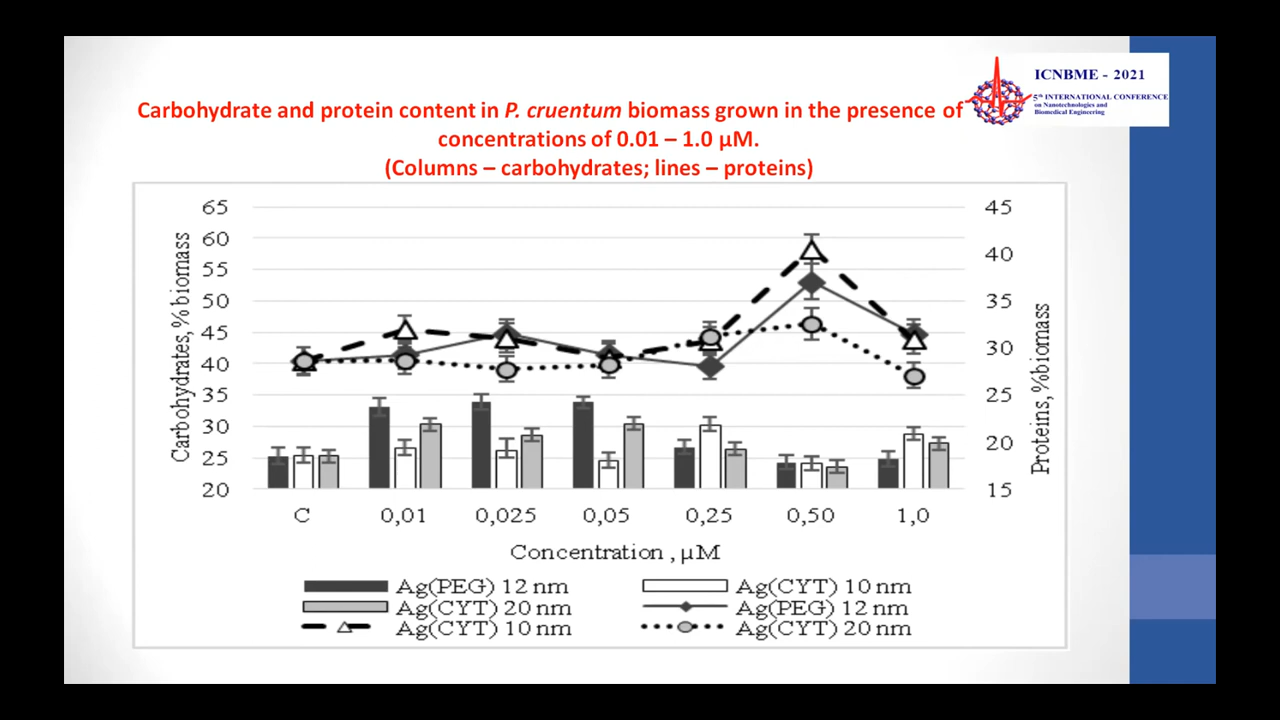 ICNBME - 2021
5th INTERNATIONAL CONFERENCE
on Nanotechnologies and
Biomedical Engineering
Carbohydrate and protein content in P. cruentum biomass grown in the presence of
concentrations of 0.01 – 1.0 µM.
(Columns – carbohydrates; lines – proteins)
Carbohydrates, % biomass
65
60
55
50
45
40
35
30
25
20
45
40
35
30
25
20
15
Proteins, %biomass
C 0,01 0,025 0,05 0,25 0,50 1,0
Concentration , µM
Ag(PEG) 12 nm Ag(CYT) 10 nm
Ag(CYT) 20 nm Ag(PEG) 12 nm
Ag(CYT) 10 nm Ag(CYT) 20 nm